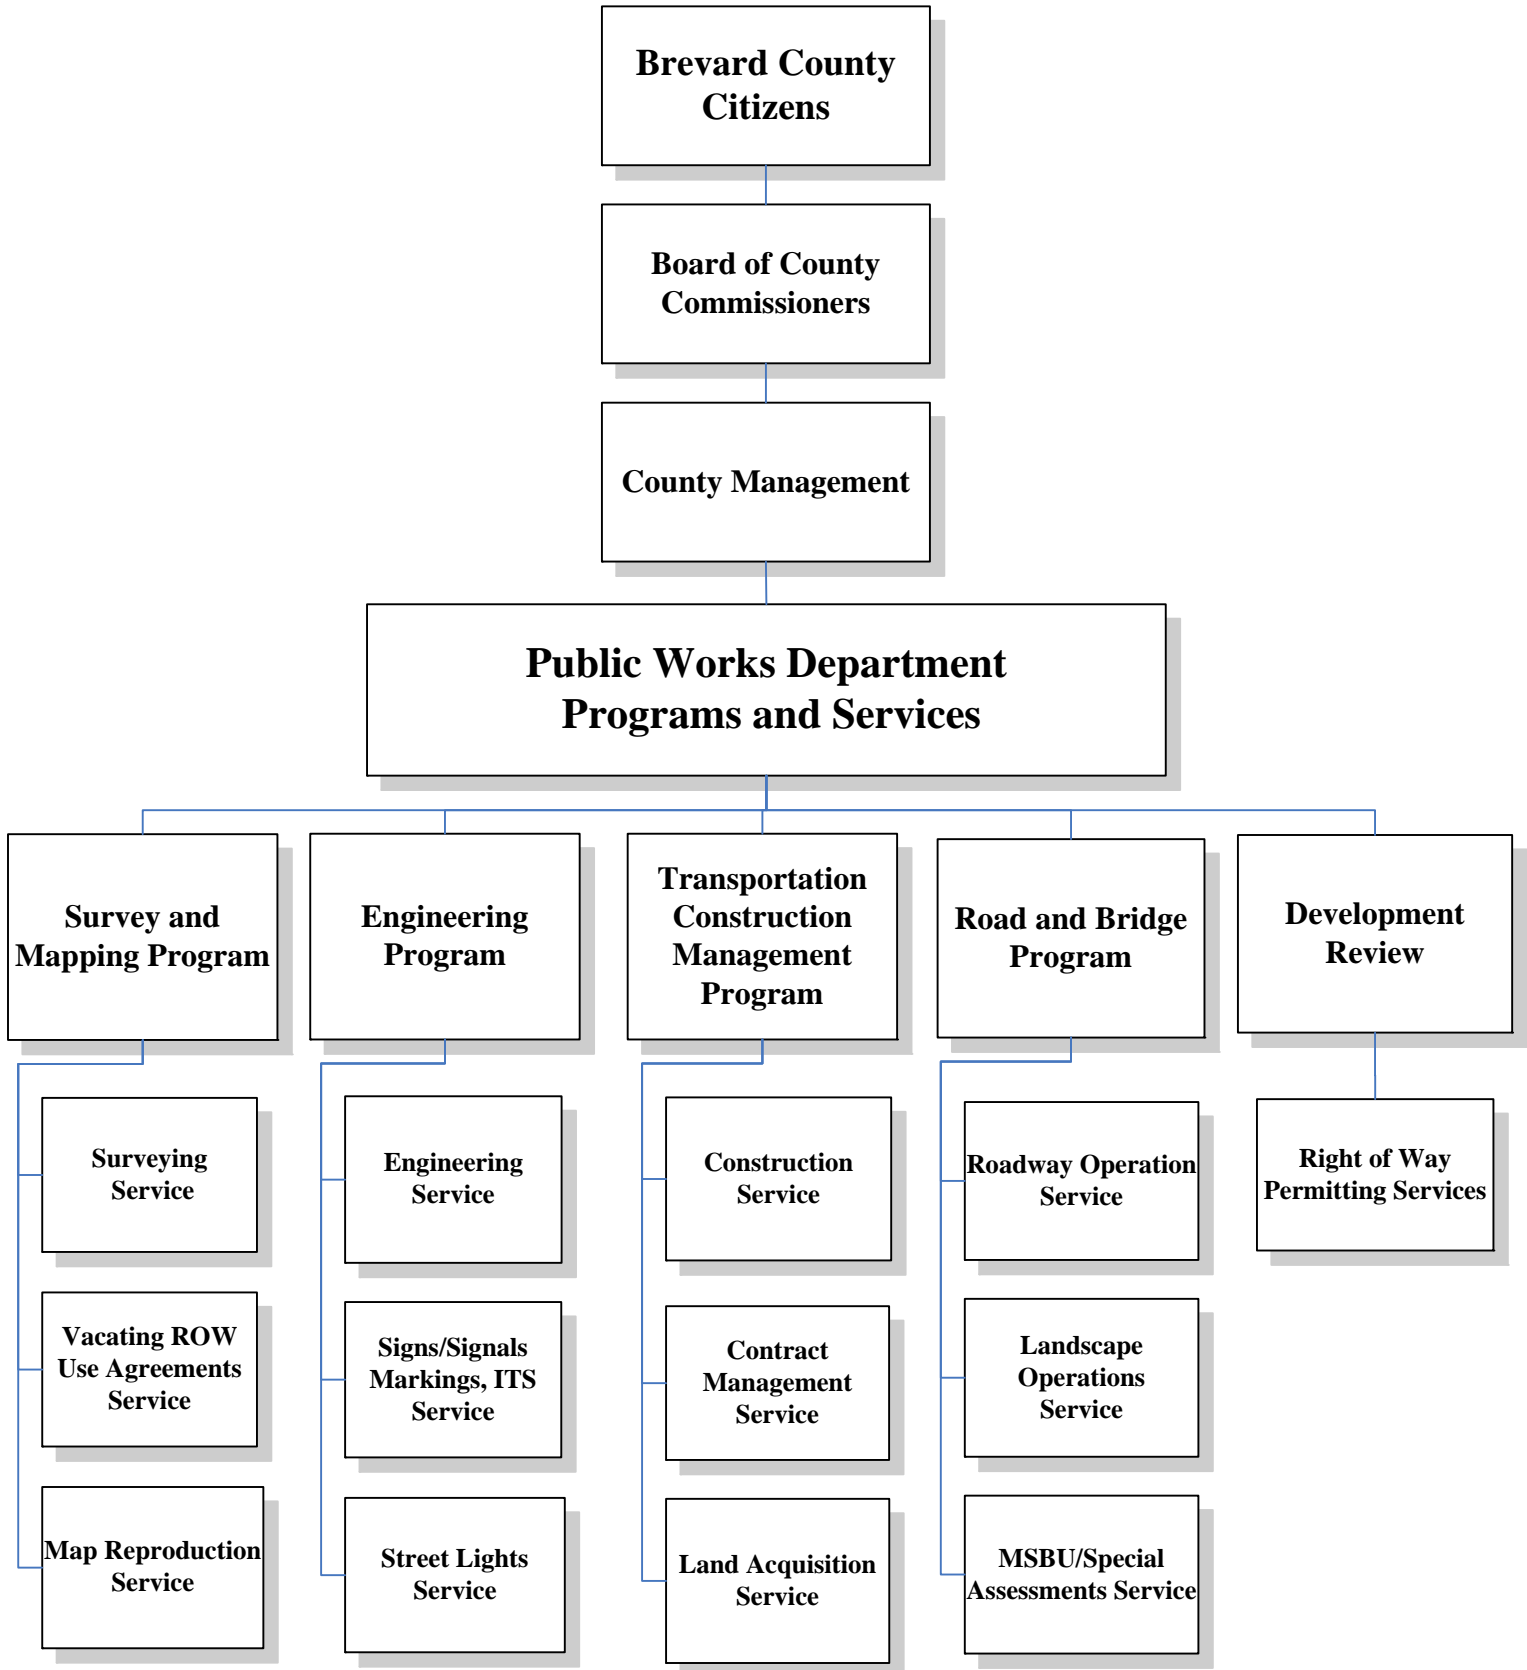 Brevard County
Citizens
Board of County
Commissioners
County Management
Public Works Department
Programs and Services
Survey and
Mapping Program
Engineering
Program
Transportation
Construction
Management
Program
Road and Bridge
Program
Development
Review
Surveying
Service
Vacating ROW
Use Agreements
Service
Map Reproduction
Service
Engineering
Service
Signs/Signals
Markings, ITS
Service
Street Lights
Service
Construction
Service
Contract
Management
Service
Land Acquisition
Service
Roadway Operation
Service
Landscape
Operations
Service
MSBU/Special
Assessments Service
Right of Way
Permitting Services